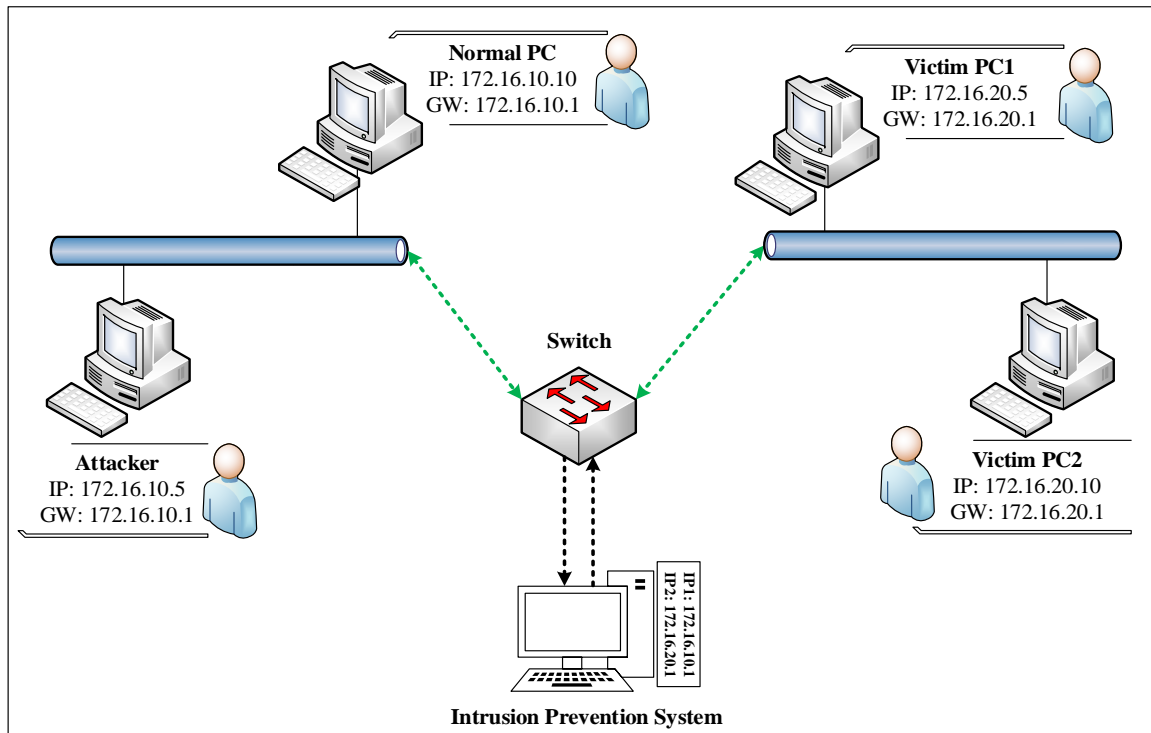 Normal PC
IP: 172.16.10.10
GW: 172.16.10.1
Victim PC1
IP: 172.16.20.5
GW: 172.16.20.1
Switch
Attacker
IP: 172.16.10.5
GW: 172.16.10.1
Victim PC2
IP: 172.16.20.10
GW: 172.16.20.1
IP1: 172.16.10.1
IP2: 172.16.20.1
Intrusion Prevention System